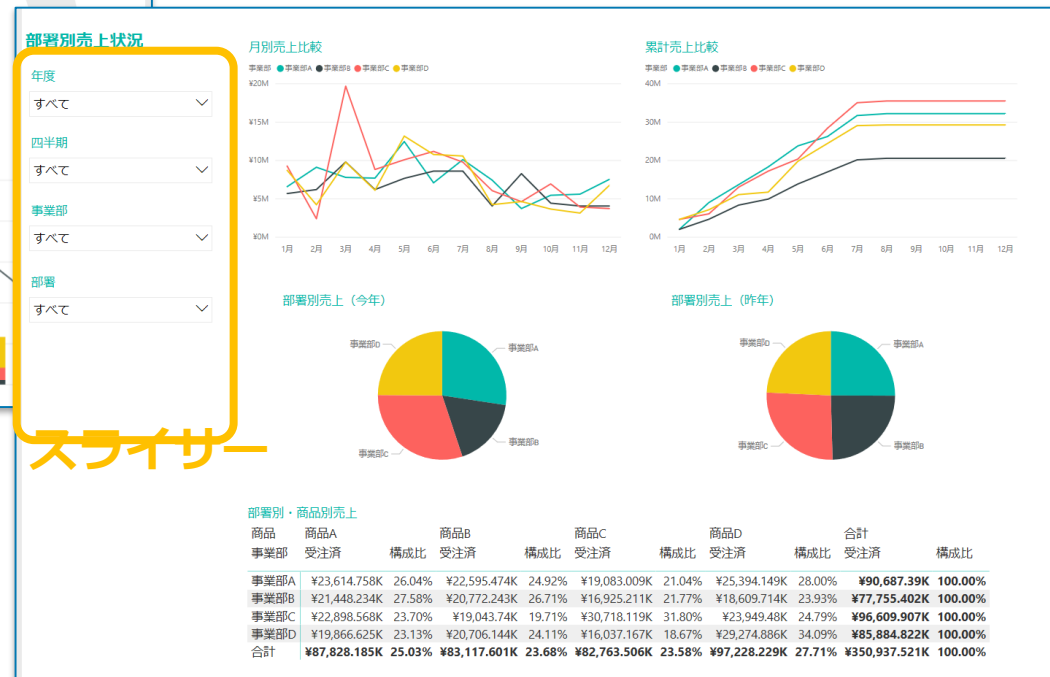 部署別売上状況
年度
すべて
四半期
すべて
事業部
すべて
部署
すべて
スライサー
月別売上比較
事業部 事業部A 事業部B 事業部C 事業部D
¥20M
¥15M
¥10M
¥5M
¥0M
1月 2月 3月 4月 5月 6月 7月 8月 9月 10月 11月 12月
累計売上比較
事業部 事業部A 事業部B 事業部C 事業部D
40M
30M
20M
10M
0M
1月 2月 3月 4月 5月 6月 7月 8月 9月 10月 11月 12月
部署別売上（今年）
事業部D
事業部A
事業部C
事業部B
部署別売上（昨年）
事業部D
事業部A
事業部C
事業部B
部署別・商品別売上
商品 商品A 商品B 商品C 商品D 合計
事業部 受注済 構成比 受注済 構成比 受注済 構成比 受注済 構成比 受注済 構成比
事業部A ¥23,614.758K 26.04% ¥22,595.474K 24.92% ¥19,083.009K 21.04% ¥25,394.149K 28.00% ¥90,687.39K 100.00%
事業部B ¥21,448.234K 27.58% ¥20,772.243K 26.71% ¥16,925.211K 21.77% ¥18,609.714K 23.93% ¥77,755.402K 100.00%
事業部C ¥22,898.568K 23.70% ¥19,043.74K 19.71% ¥30,718.119K 31.80% ¥23,949.48K 24.79% ¥96,609.907K 100.00%
事業部D ¥19,866.625K 23.13% ¥20,706.144K 24.11% ¥16,037.167K 18.67% ¥29,274.886K 34.09% ¥85,884.822K 100.00%
合計 ¥87,828.185K 25.03% ¥83,117.601K 23.68% ¥82,763.506K 23.58% ¥97,228.229K 27.71% ¥350,937.521K 100.00%